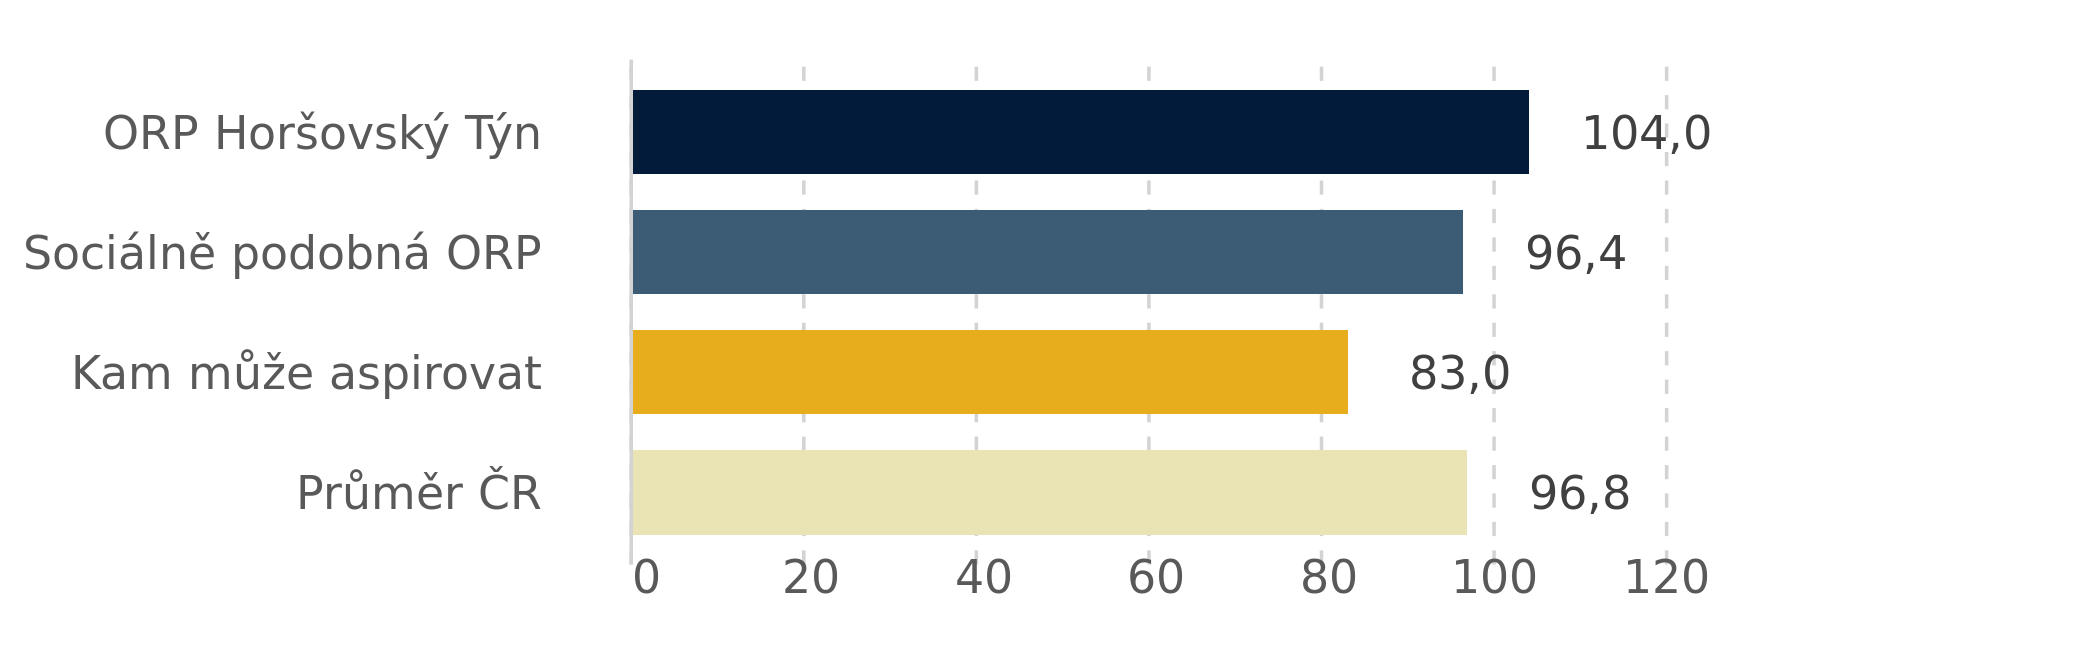 ORP Horšovský Týn 104,0
Sociálně podobná ORP 96,4
Kam může aspirovat 83,0
Průměr ČR 96,8
0 20 40 60 80 100 120